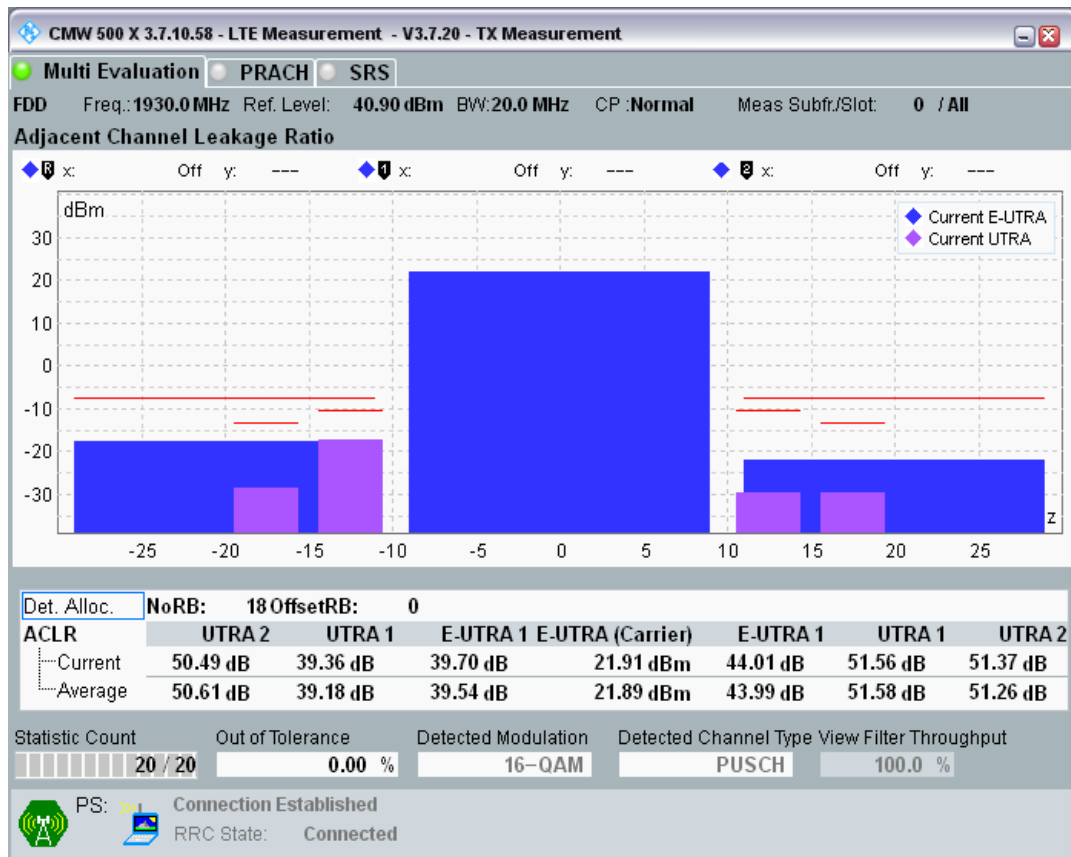 CMW 500 X 3.7.10.58 - LTE Measurement - V3.7.20 - TX Measurement
Multi Evaluation PRACH SRS
FDD Freq.:1930.0 MHz Ref. Level: 40.90 dBm BW:20.0 MHz CP :Normal Meas Subfr./Slot: 0 / All
Adjacent Channel Leakage Ratio
R x: Off y: --- 1 x: Off y: --- 2 x: Off y: ---
dBm
Current E-UTRA
Current UTRA
30
20
10
0
-10
-20
-30
z
-25 -20 -15 -10 -5 0 5 10 15 20 25
Det. Alloc. NoRB: 18 OffsetRB: 0
ACLR UTRA 2 UTRA 1 E-UTRA 1 E-UTRA (Carrier) E-UTRA 1 UTRA 1 UTRA 2
Current 50.49 dB 39.36 dB 39.70 dB 21.91 dBm 44.01 dB 51.56 dB 51.37 dB
Average 50.61 dB 39.18 dB 39.54 dB 21.89 dBm 43.99 dB 51.58 dB 51.26 dB
Statistic Count Out of Tolerance Detected Modulation Detected Channel Type View Filter Throughput
20 / 20 0.00 % 16-QAM PUSCH 100.0 %
PS: Connection Established
RRC State: Connected